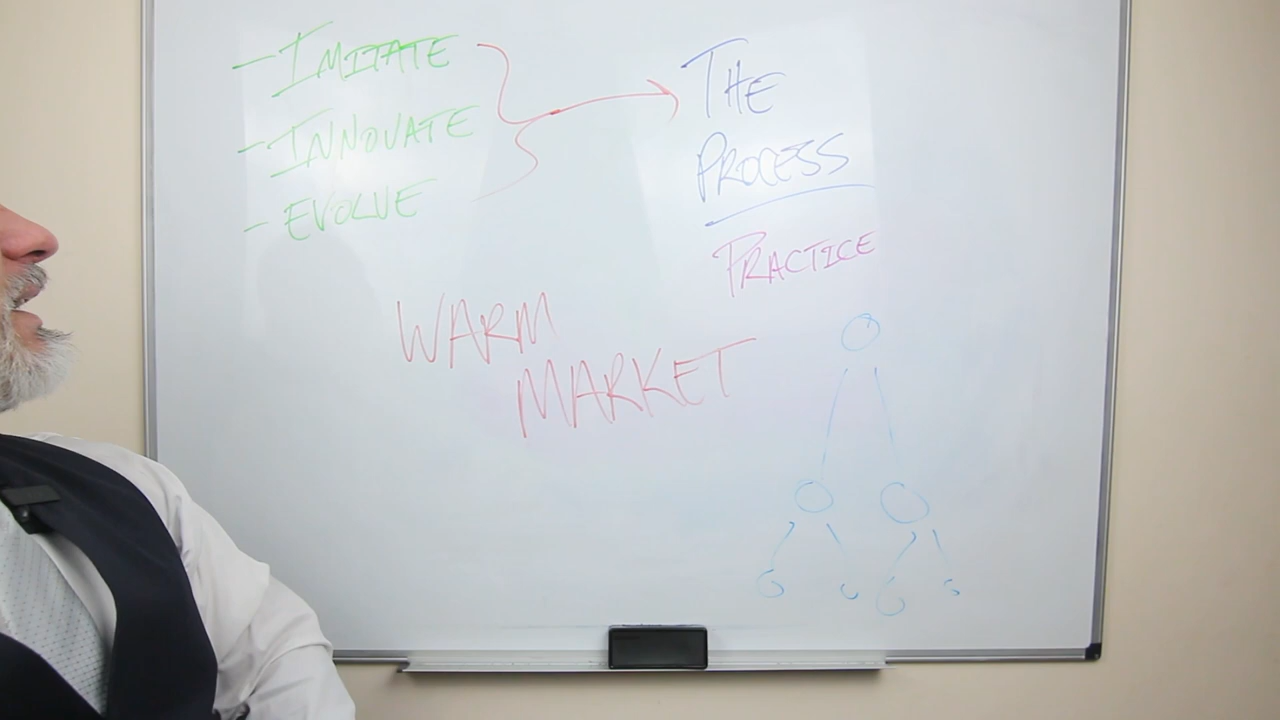 - IMITATE
- INNOVATE
- EVOLVE
THE
PROCESS
PRACTICE
WARM
MARKET